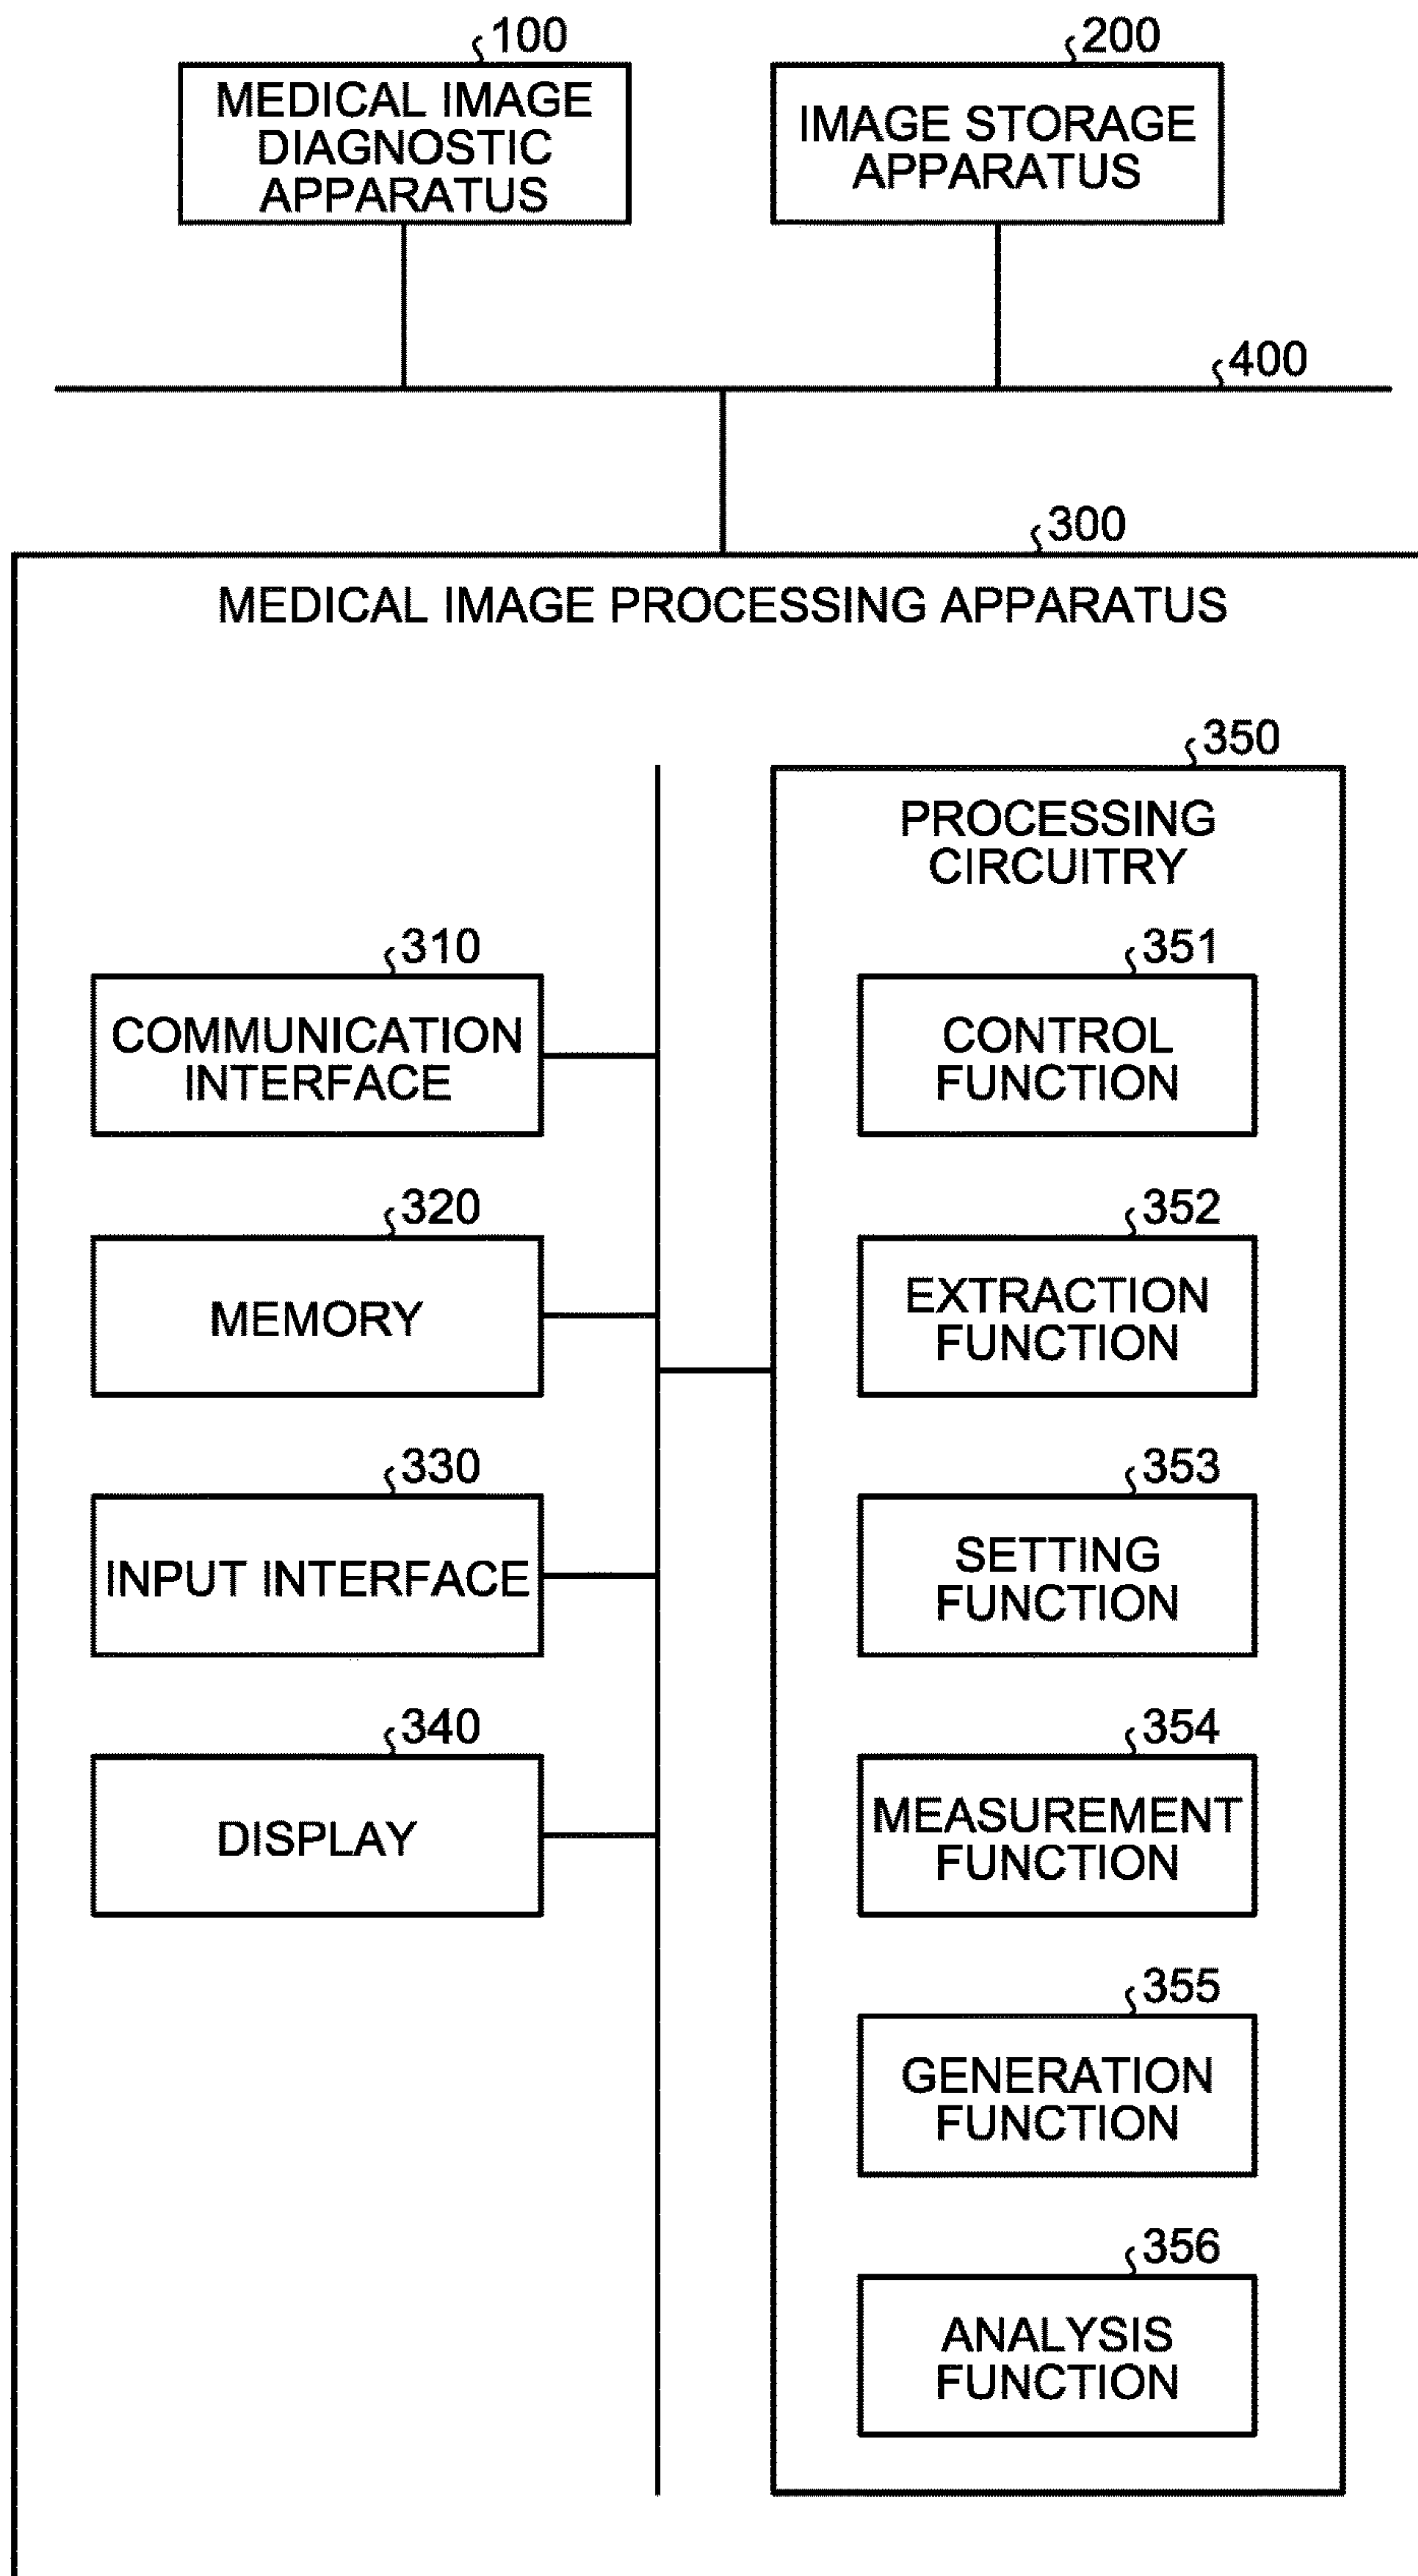 100
MEDICAL IMAGE
DIAGNOSTIC
APPARATUS
200
IMAGE STORAGE
APPARATUS
400
300
MEDICAL IMAGE PROCESSING APPARATUS
310
COMMUNICATION
INTERFACE
320
MEMORY
330
INPUT INTERFACE
340
DISPLAY
350
PROCESSING
CIRCUITRY
351
CONTROL
FUNCTION
352
EXTRACTION
FUNCTION
353
SETTING
FUNCTION
354
MEASUREMENT
FUNCTION
355
GENERATION
FUNCTION
356
ANALYSIS
FUNCTION